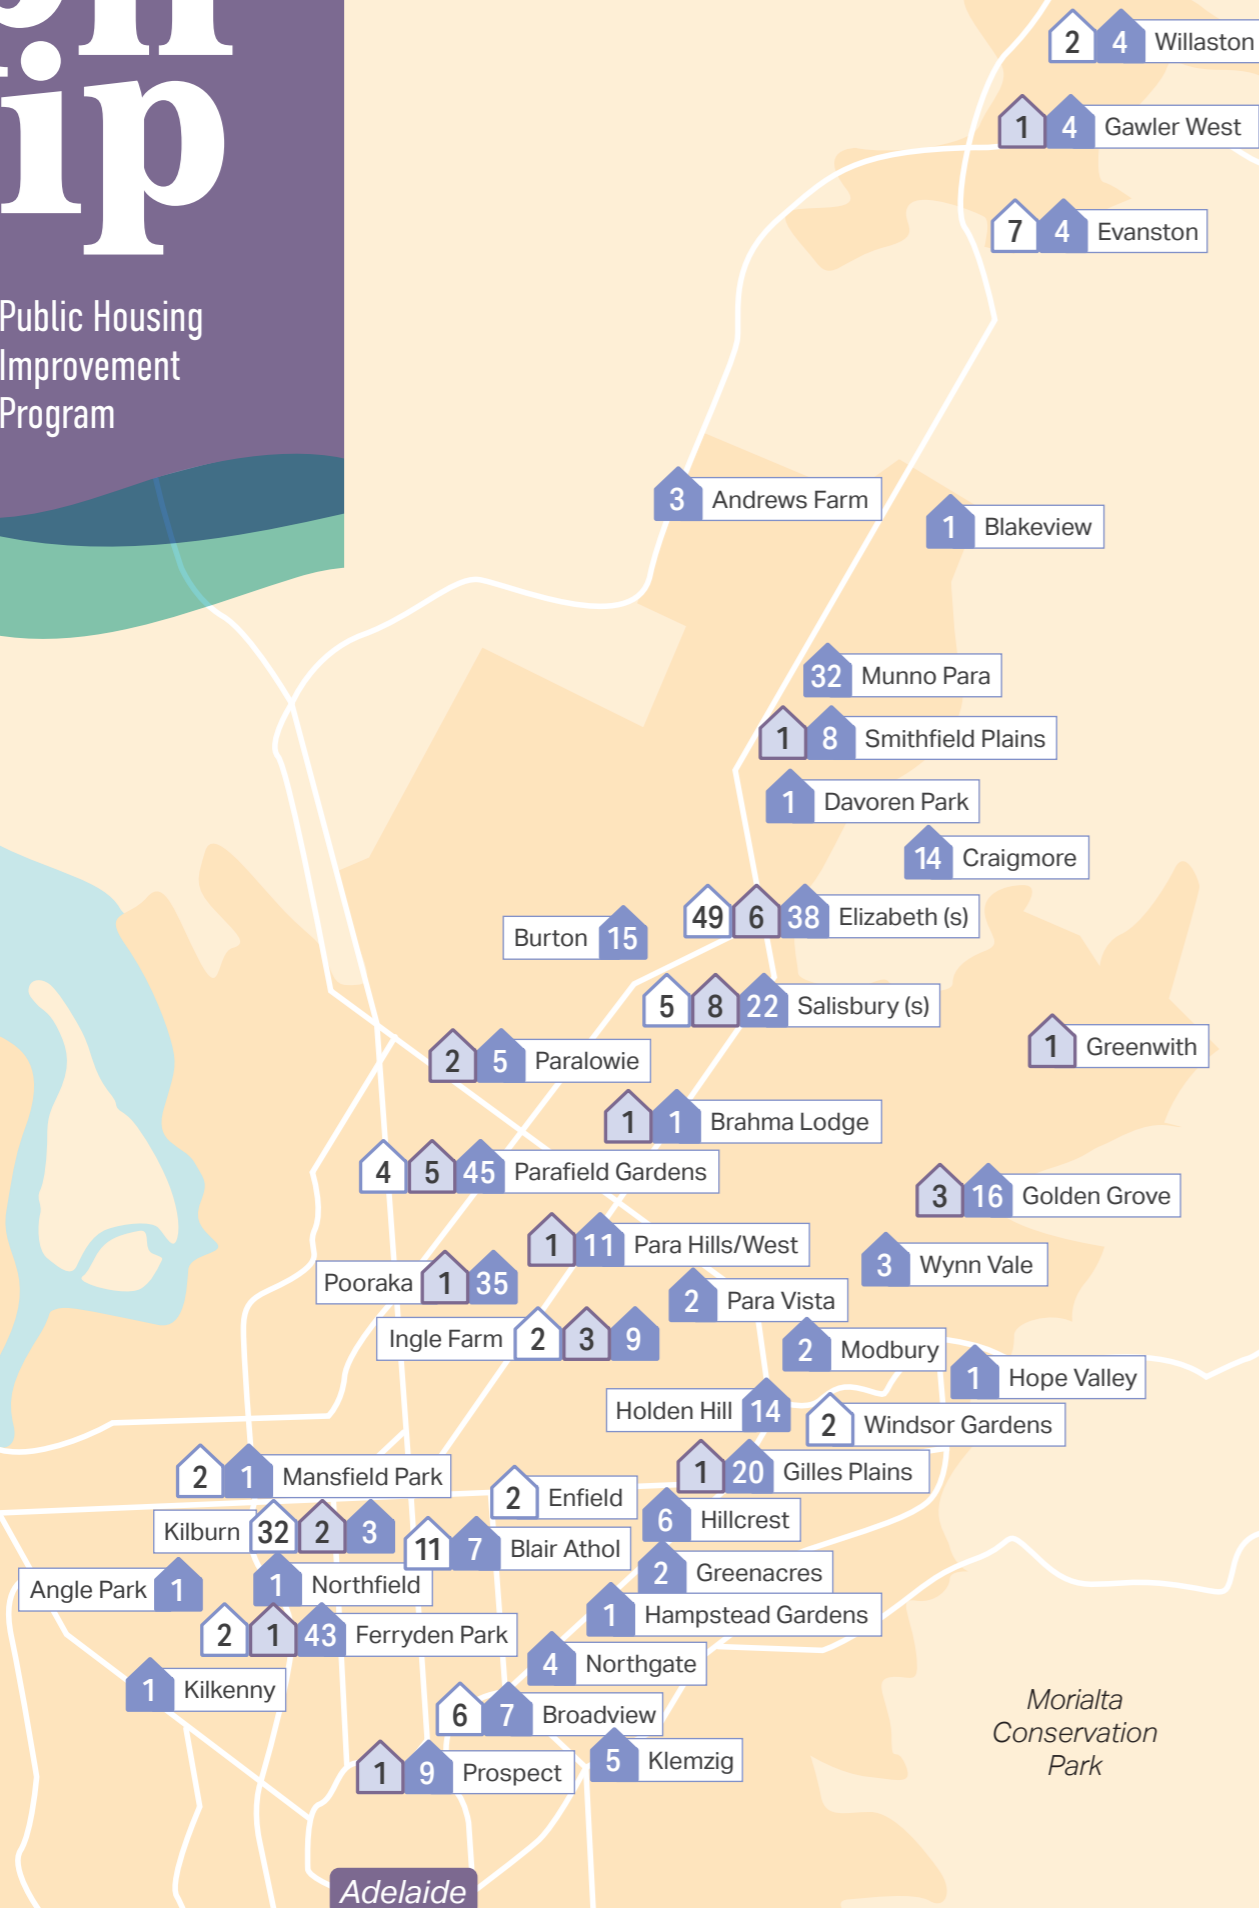 ip
Public Housing
Improvement
Program
2 4 Willaston
1 4 Gawler West
7 4 Evanston
3 Andrews Farm
1 Blakeview
32 Munno Para
1 8 Smithfield Plains
1 Davoren Park
14 Craigmore
49 6 38 Elizabeth (s)
Burton 15
5 8 22 Salisbury (s)
1 Greenwith
2 5 Paralowie
1 1 Brahma Lodge
4 5 45 Parafield Gardens
3 16 Golden Grove
1 11 Para Hills/West
3 Wynn Vale
Pooraka 1 35
2 Para Vista
Ingle Farm 2 3 9
2 Modbury
1 Hope Valley
Holden Hill 14
2 Windsor Gardens
2 1 Mansfield Park
1 20 Gilles Plains
2 Enfield
6 Hillcrest
Kilburn 32 2 3
11 7 Blair Athol
2 Greenacres
Angle Park 1
1 Northfield
1 Hampstead Gardens
2 1 43 Ferryden Park
4 Northgate
1 Kilkenny
6 7 Broadview
Morialta
Conservation
Park
5 Klemzig
1 9 Prospect
Adelaide